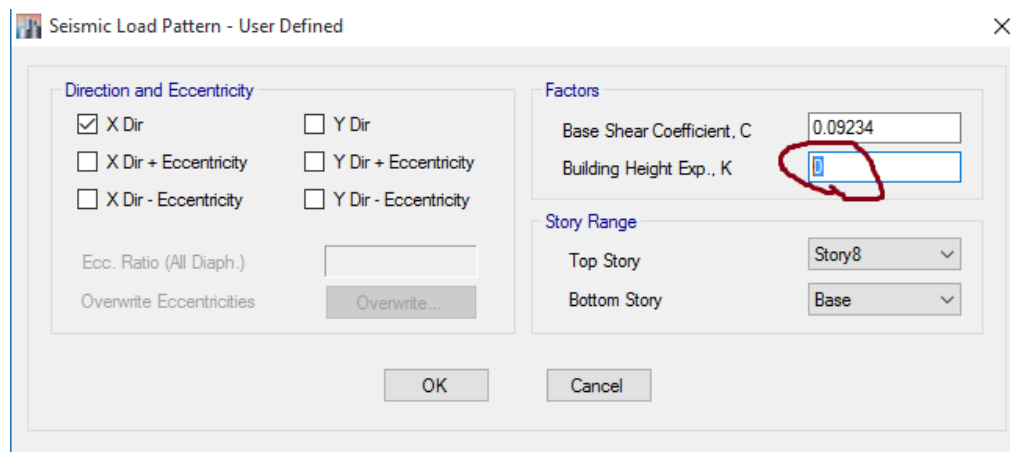 Seismic Load Pattern - User Defined
Direction and Eccentricity
X Dir
Y Dir
X Dir + Eccentricity
Y Dir + Eccentricity
X Dir - Eccentricity
Y Dir - Eccentricity
Ecc. Ratio (All Diaph.)
Overwrite Eccentricities
Overwrite...
Factors
Base Shear Coefficient, C
0.09234
Building Height Exp., K
0
Story Range
Top Story
Story8
Bottom Story
Base
OK
Cancel